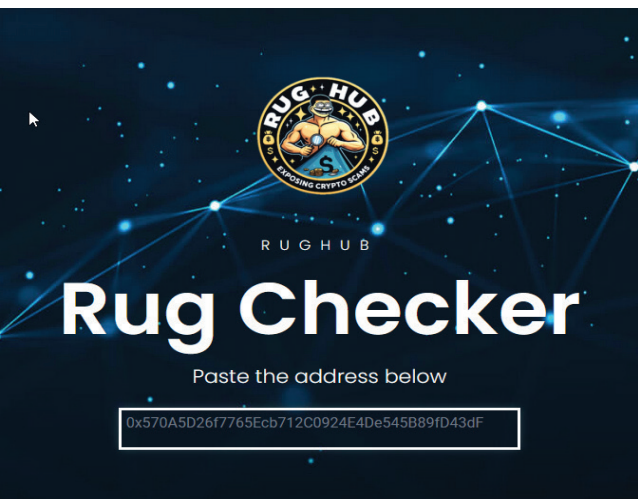 RUG HUB
EXPOSING CRYPTO SCAMS
RUGHUB
Rug Checker
Paste the address below
0x570A5D26f7765Ecb712C0924E4De545B89fD43dF